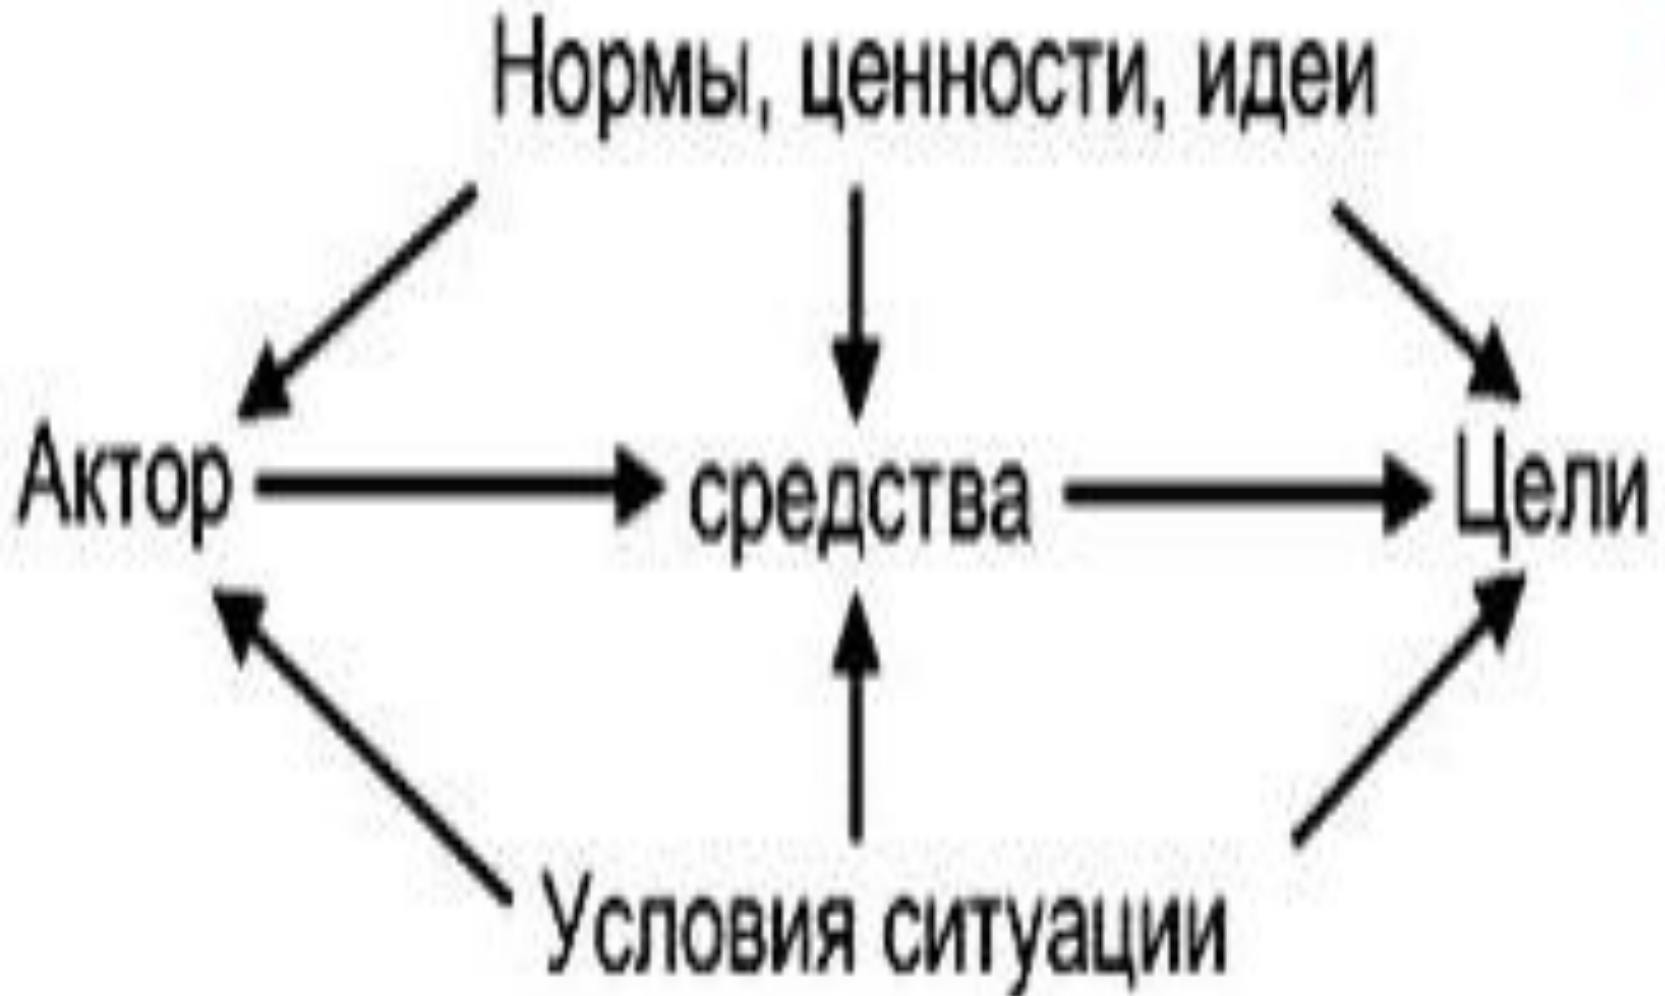 Нормы, ценности, идеи
Актор
средства
Цели
Условия ситуации